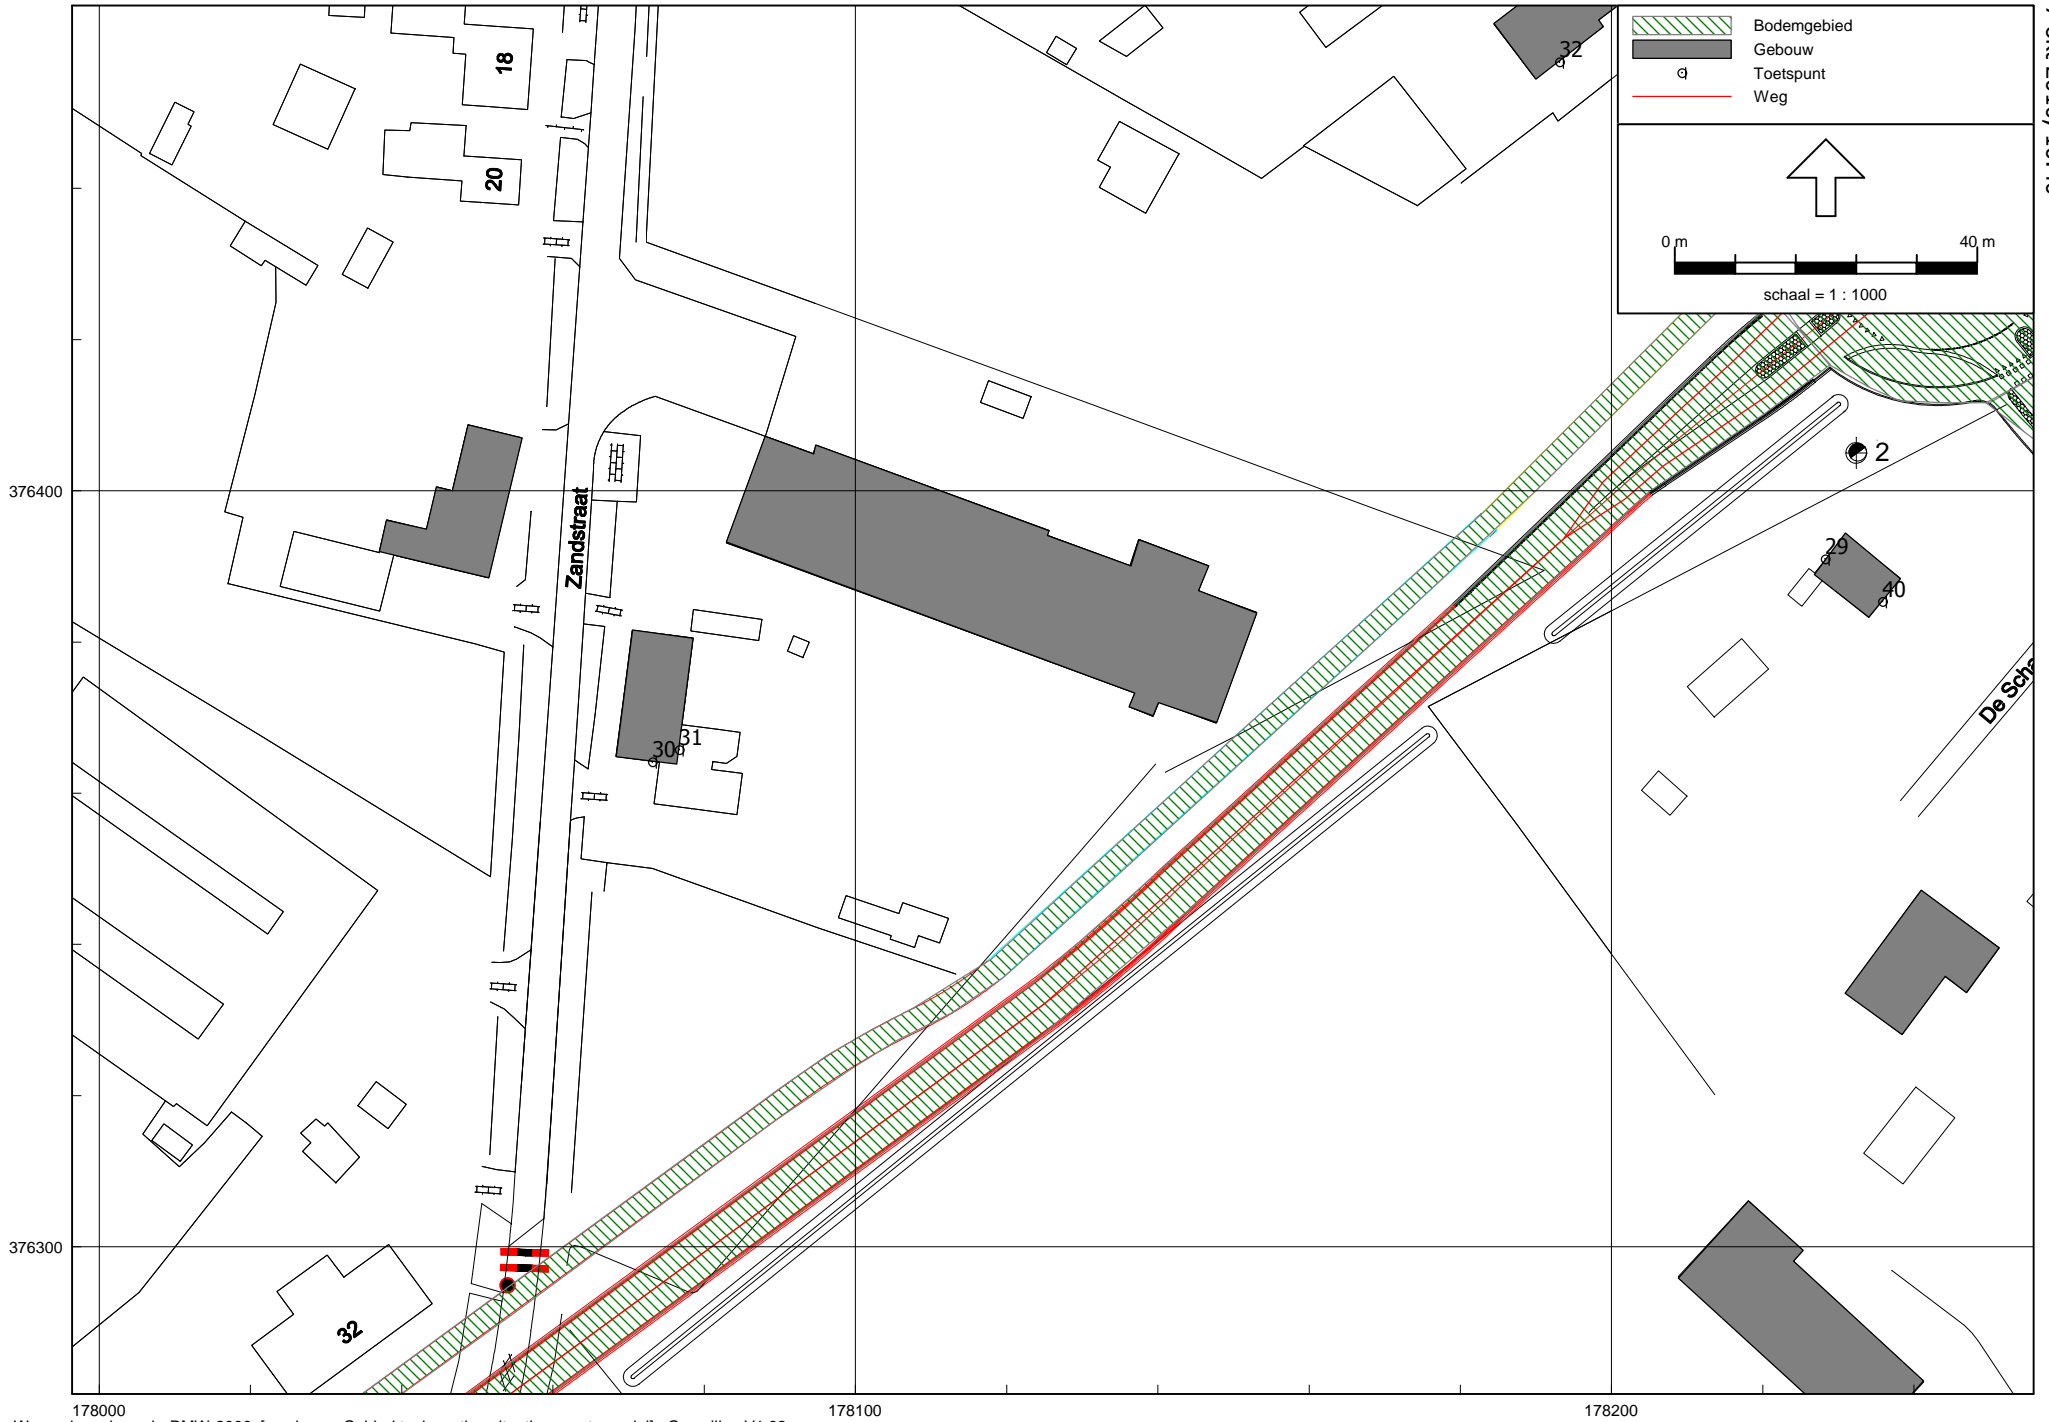 Bodemgebied
Gebouw
Toetspunt
Weg
0 m 40 m
schaal = 1 : 1000
18
20
32
Zandstraat
2
29
40
30
31
De Scha
32
376400
376300
178000
178100
178200